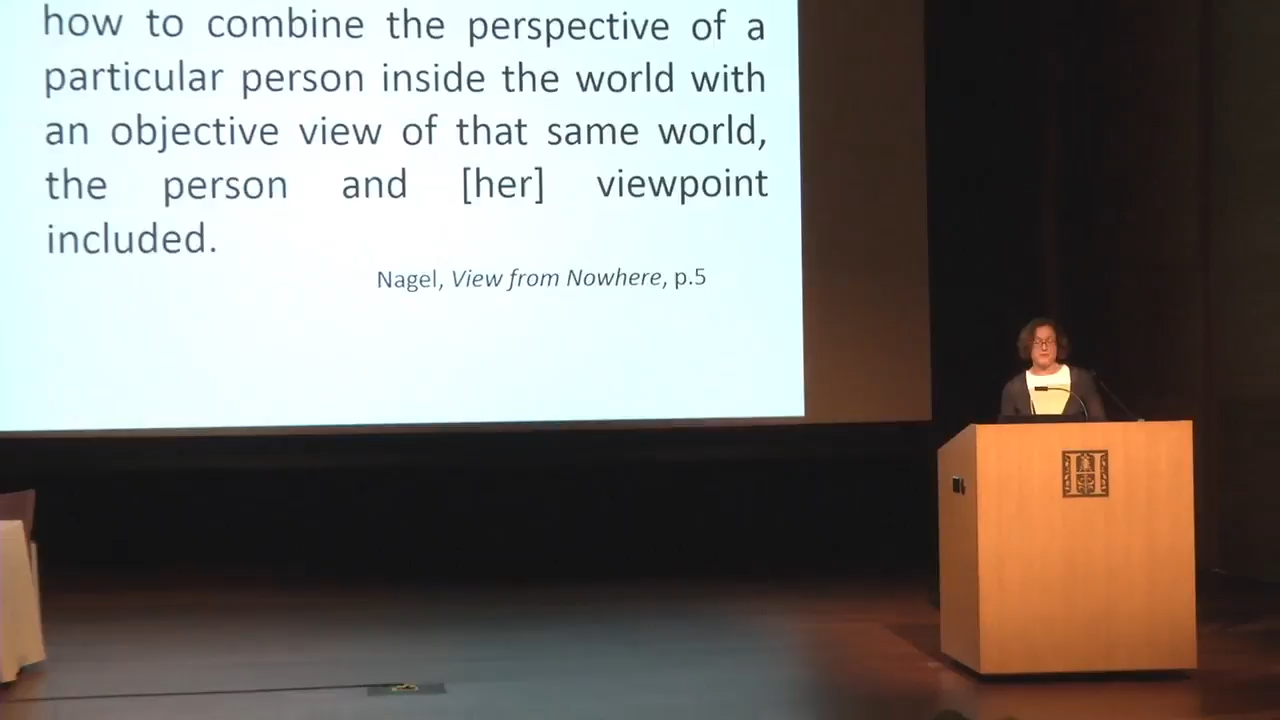 how to combine the perspective of a
particular person inside the world with
an objective view of that same world,
the person and [her] viewpoint
included.
Nagel, View from Nowhere, p.5
H